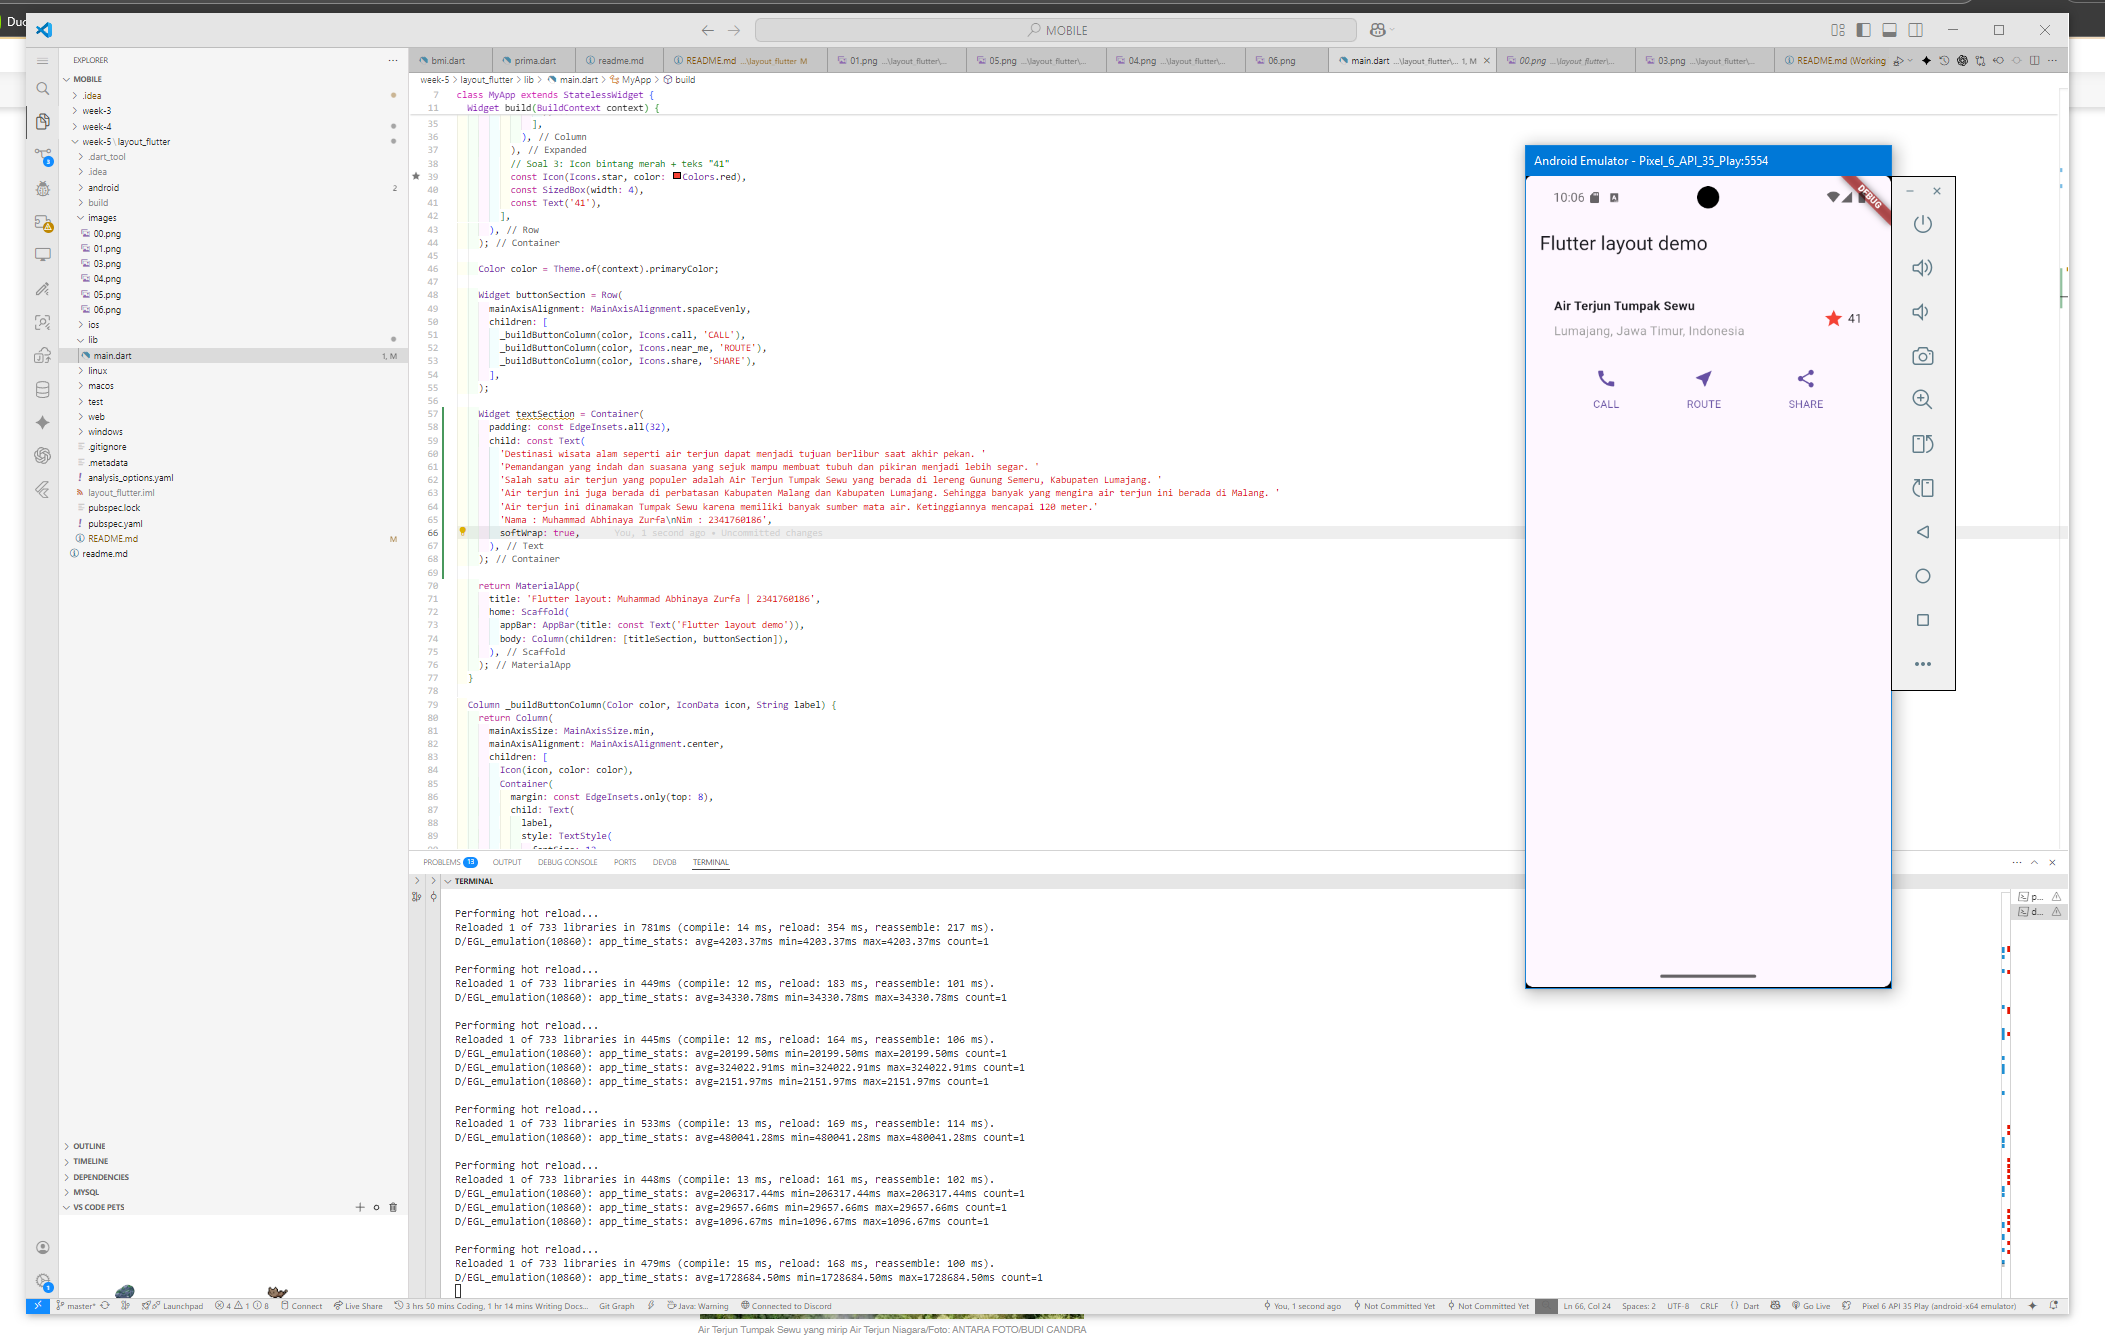 Duo
MOBILE
EXPLORER
MOBILE
.idea
week-3
week-4
week-5 \ layout_flutter
.dart_tool
.idea
android 2
build
images
00.png
01.png
03.png
04.png
05.png
06.png
ios
lib
main.dart 1, M
linux
macos
test
web
windows
.gitignore
.metadata
analysis_options.yaml
layout_flutter.iml
pubspec.lock
pubspec.yaml
README.md M
readme.md
OUTLINE
TIMELINE
DEPENDENCIES
MYSQL
VS CODE PETS
bmi.dart prima.dart readme.md README.md ...\layout_flutter M 01.png ...\layout_flutter\... 05.png ...\layout_flutter\... 04.png ...\layout_flutter\... 06.png main.dart ...\layout_flutter\... 1, M 00.png ...\layout_flutter\... 03.png ...\layout_flutter\... README.md (Working
week-5 > layout_flutter > lib > main.dart > MyApp > build
7 class MyApp extends StatelessWidget {
11 Widget build(BuildContext context) {
35 ],
36 ), // Column
37 ), // Expanded
38 // Soal 3: Icon bintang merah + teks "41"
39 const Icon(Icons.star, color: Colors.red),
40 const SizedBox(width: 4),
41 const Text('41'),
42 ],
43 ), // Row
44 ); // Container
45
46 Color color = Theme.of(context).primaryColor;
47
48 Widget buttonSection = Row(
49 mainAxisAlignment: MainAxisAlignment.spaceEvenly,
50 children: [
51 _buildButtonColumn(color, Icons.call, 'CALL'),
52 _buildButtonColumn(color, Icons.near_me, 'ROUTE'),
53 _buildButtonColumn(color, Icons.share, 'SHARE'),
54 ],
55 );
56
57 Widget textSection = Container(
58 padding: const EdgeInsets.all(32),
59 child: const Text(
60 'Destinasi wisata alam seperti air terjun dapat menjadi tujuan berlibur saat akhir pekan. '
61 'Pemandangan yang indah dan suasana yang sejuk mampu membuat tubuh dan pikiran menjadi lebih segar. '
62 'Salah satu air terjun yang populer adalah Air Terjun Tumpak Sewu yang berada di lereng Gunung Semeru, Kabupaten Lumajang. '
63 'Air terjun ini juga berada di perbatasan Kabupaten Malang dan Kabupaten Lumajang. Sehingga banyak yang mengira air terjun ini berada di Malang. '
64 'Air terjun ini dinamakan Tumpak Sewu karena memiliki banyak sumber mata air. Ketinggiannya mencapai 120 meter.'
65 'Nama : Muhammad Abhinaya Zurfa\nNim : 2341760186',
66 softWrap: true, You, 1 second ago • Uncommitted changes
67 ), // Text
68 ); // Container
69
70 return MaterialApp(
71 title: 'Flutter layout: Muhammad Abhinaya Zurfa | 2341760186',
72 home: Scaffold(
73 appBar: AppBar(title: const Text('Flutter layout demo')),
74 body: Column(children: [titleSection, buttonSection]),
75 ), // Scaffold
76 ); // MaterialApp
77 }
78
79 Column _buildButtonColumn(Color color, IconData icon, String label) {
80 return Column(
81 mainAxisSize: MainAxisSize.min,
82 mainAxisAlignment: MainAxisAlignment.center,
83 children: [
84 Icon(icon, color: color),
85 Container(
86 margin: const EdgeInsets.only(top: 8),
87 child: Text(
88 label,
89 style: TextStyle(
Android Emulator - Pixel_6_API_35_Play:5554
10:06
DEBUG
Flutter layout demo
Air Terjun Tumpak Sewu
Lumajang, Jawa Timur, Indonesia
41
CALL ROUTE SHARE
PROBLEMS 13 OUTPUT DEBUG CONSOLE PORTS DEVDB TERMINAL
TERMINAL
p...
d...
Performing hot reload...
Reloaded 1 of 733 libraries in 781ms (compile: 14 ms, reload: 354 ms, reassemble: 217 ms).
D/EGL_emulation(10860): app_time_stats: avg=4203.37ms min=4203.37ms max=4203.37ms count=1
Performing hot reload...
Reloaded 1 of 733 libraries in 449ms (compile: 12 ms, reload: 183 ms, reassemble: 101 ms).
D/EGL_emulation(10860): app_time_stats: avg=34330.78ms min=34330.78ms max=34330.78ms count=1
Performing hot reload...
Reloaded 1 of 733 libraries in 445ms (compile: 12 ms, reload: 164 ms, reassemble: 106 ms).
D/EGL_emulation(10860): app_time_stats: avg=20199.50ms min=20199.50ms max=20199.50ms count=1
D/EGL_emulation(10860): app_time_stats: avg=324022.91ms min=324022.91ms max=324022.91ms count=1
D/EGL_emulation(10860): app_time_stats: avg=2151.97ms min=2151.97ms max=2151.97ms count=1
Performing hot reload...
Reloaded 1 of 733 libraries in 533ms (compile: 13 ms, reload: 169 ms, reassemble: 114 ms).
D/EGL_emulation(10860): app_time_stats: avg=480041.28ms min=480041.28ms max=480041.28ms count=1
Performing hot reload...
Reloaded 1 of 733 libraries in 448ms (compile: 13 ms, reload: 161 ms, reassemble: 102 ms).
D/EGL_emulation(10860): app_time_stats: avg=206317.44ms min=206317.44ms max=206317.44ms count=1
D/EGL_emulation(10860): app_time_stats: avg=29657.66ms min=29657.66ms max=29657.66ms count=1
D/EGL_emulation(10860): app_time_stats: avg=1096.67ms min=1096.67ms max=1096.67ms count=1
Performing hot reload...
Reloaded 1 of 733 libraries in 479ms (compile: 15 ms, reload: 168 ms, reassemble: 100 ms).
D/EGL_emulation(10860): app_time_stats: avg=1728684.50ms min=1728684.50ms max=1728684.50ms count=1
master* Launchpad 4 1 8 Connect Live Share 3 hrs 50 mins Coding, 1 hr 14 mins Writing Docs... Git Graph Java: Warning Connected to Discord You, 1 second ago Not Committed Yet Not Committed Yet Ln 66, Col 24 Spaces: 2 UTF-8 CRLF {} Dart Go Live Pixel 6 API 35 Play (android-x64 emulator)
Air Terjun Tumpak Sewu yang mirip Air Terjun Niagara/Foto: ANTARA FOTO/BUDI CANDRA